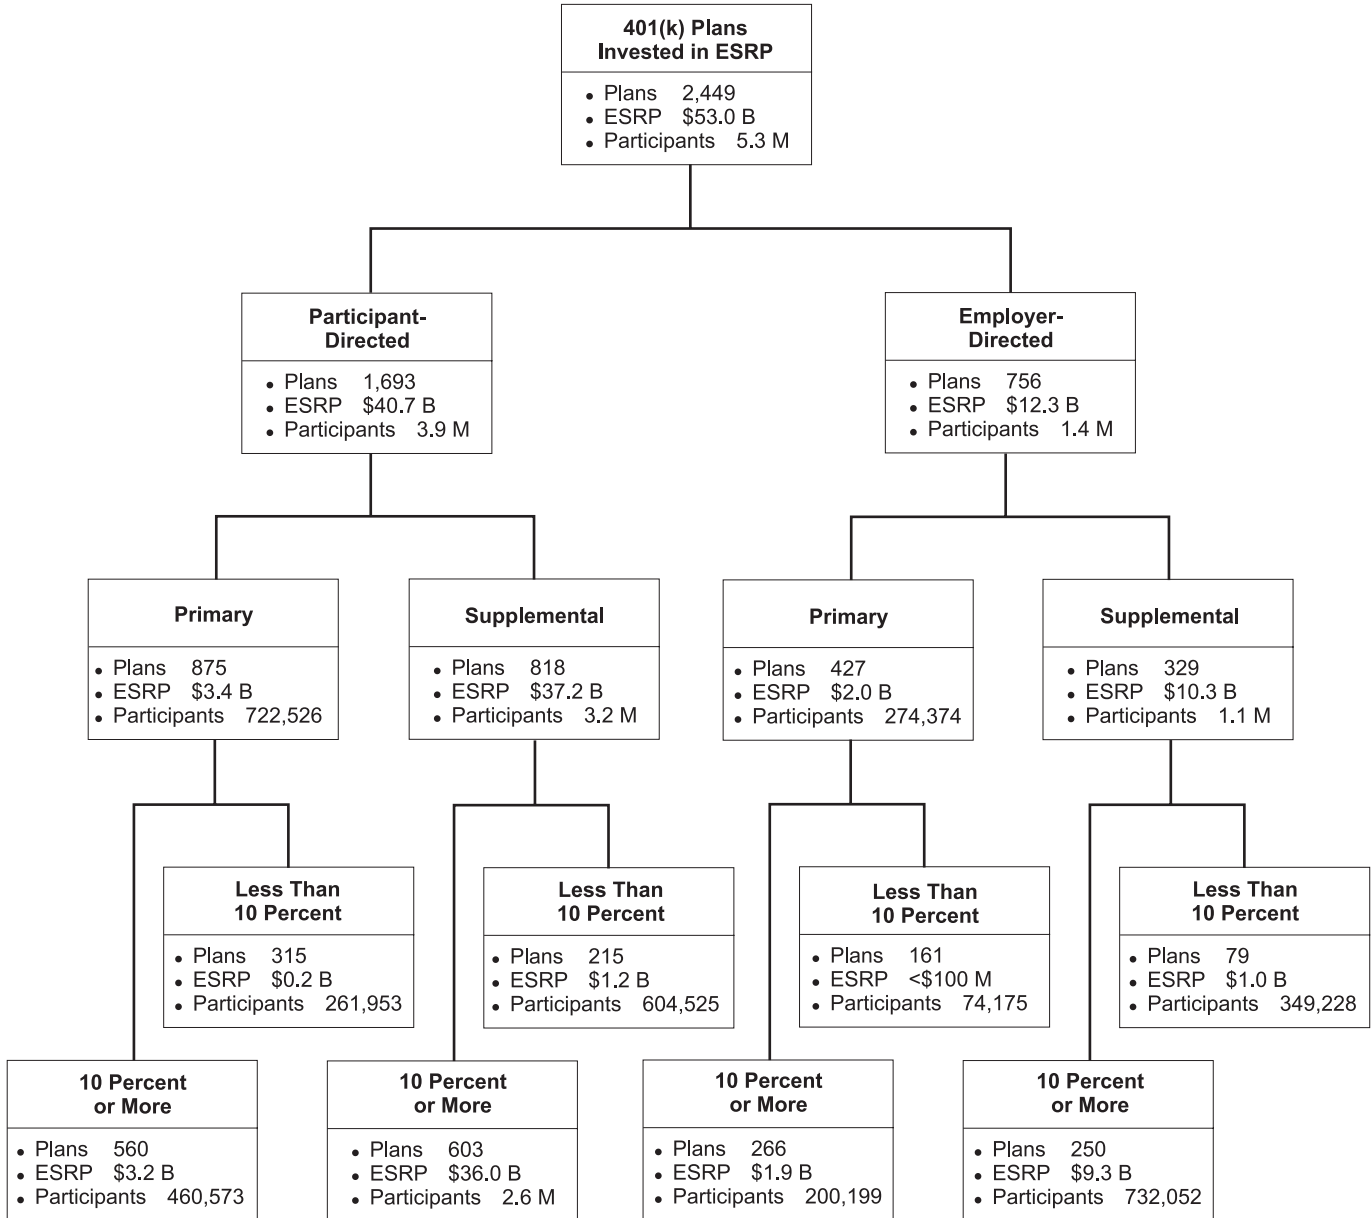 401(k) Plans
Invested in ESRP
• Plans 2,449
• ESRP $53.0 B
• Participants 5.3 M
Participant-
Directed
• Plans 1,693
• ESRP $40.7 B
• Participants 3.9 M
Employer-
Directed
• Plans 756
• ESRP $12.3 B
• Participants 1.4 M
Primary
• Plans 875
• ESRP $3.4 B
• Participants 722,526
Supplemental
• Plans 818
• ESRP $37.2 B
• Participants 3.2 M
Primary
• Plans 427
• ESRP $2.0 B
• Participants 274,374
Supplemental
• Plans 329
• ESRP $10.3 B
• Participants 1.1 M
Less Than
10 Percent
• Plans 315
• ESRP $0.2 B
• Participants 261,953
Less Than
10 Percent
• Plans 215
• ESRP $1.2 B
• Participants 604,525
Less Than
10 Percent
• Plans 161
• ESRP <$100 M
• Participants 74,175
Less Than
10 Percent
• Plans 79
• ESRP $1.0 B
• Participants 349,228
10 Percent
or More
• Plans 560
• ESRP $3.2 B
• Participants 460,573
10 Percent
or More
• Plans 603
• ESRP $36.0 B
• Participants 2.6 M
10 Percent
or More
• Plans 266
• ESRP $1.9 B
• Participants 200,199
10 Percent
or More
• Plans 250
• ESRP $9.3 B
• Participants 732,052